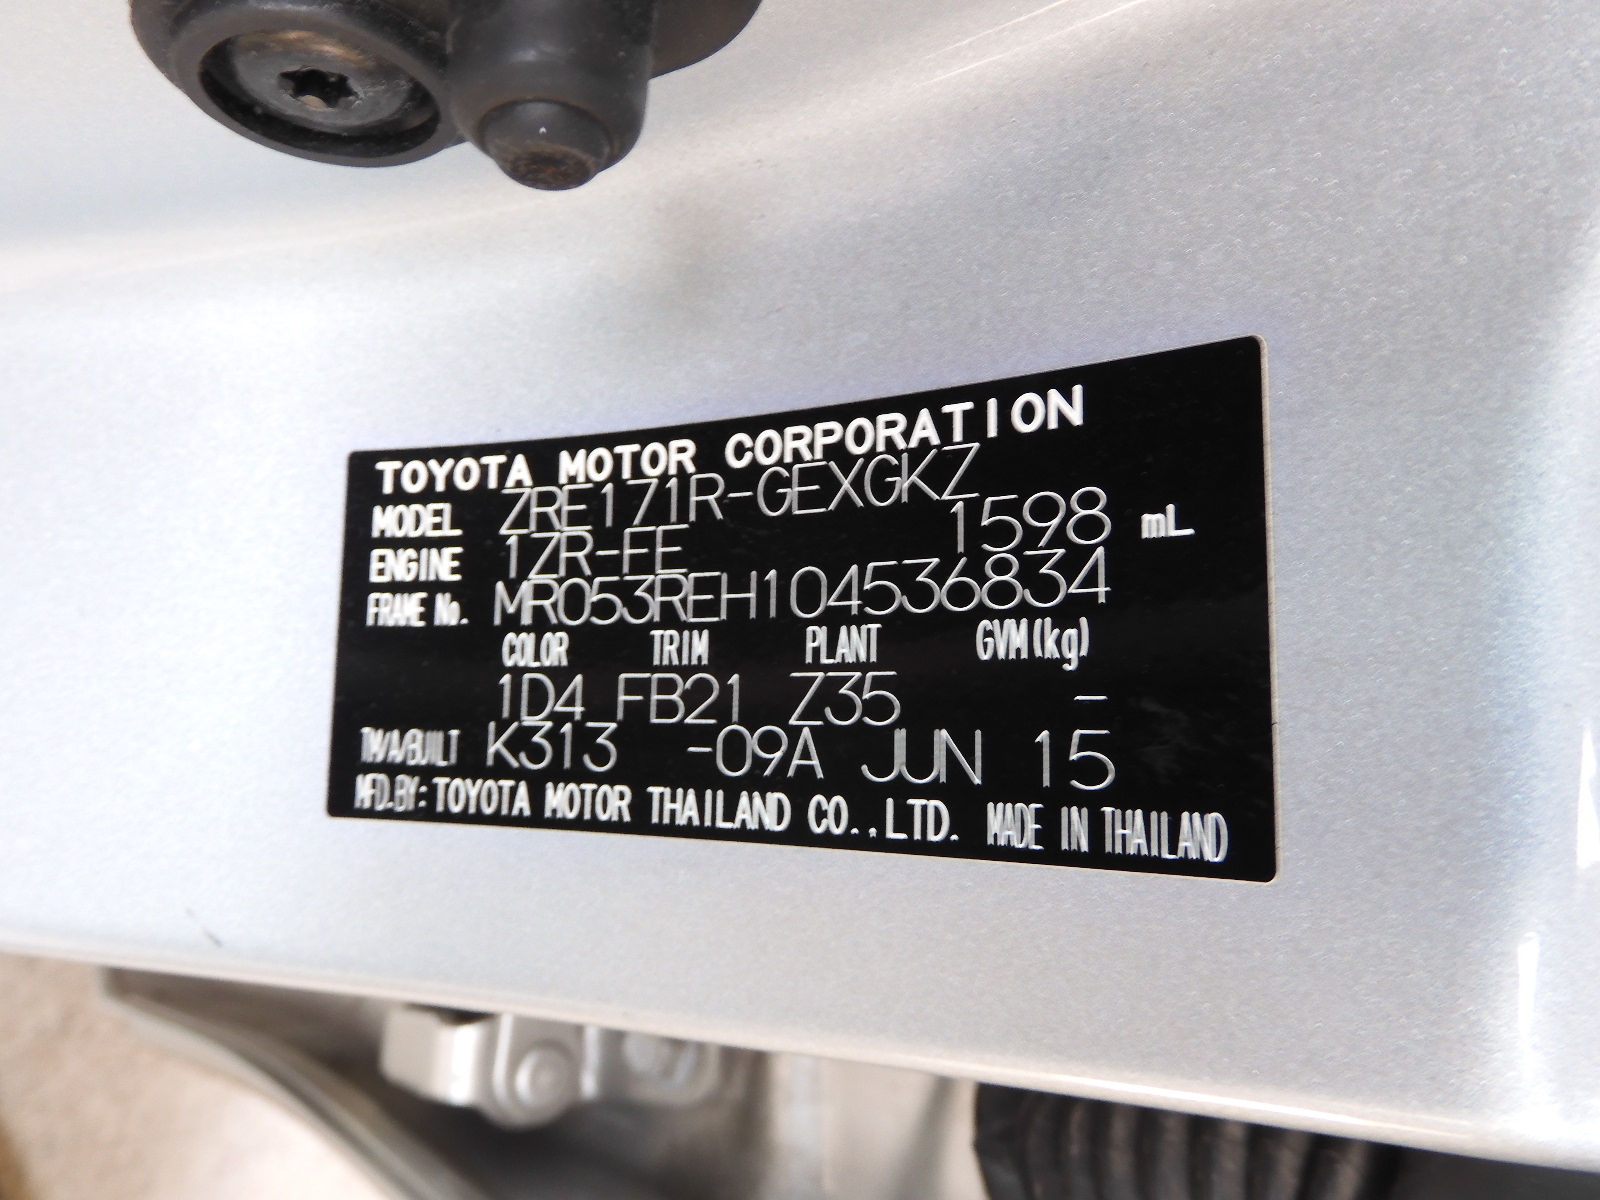 TOYOTA MOTOR CORPORATION
MODEL ZRE171R-GEXGKZ
ENGINE 1ZR-FE 1598 mL
FRAME No. MR053REH104536834
COLOR TRIM PLANT GVM(kg)
1D4 FB21 Z35 -
TM/A/BUILT K313 -09A JUN 15
MFD.BY: TOYOTA MOTOR THAILAND CO.,LTD. MADE IN THAILAND